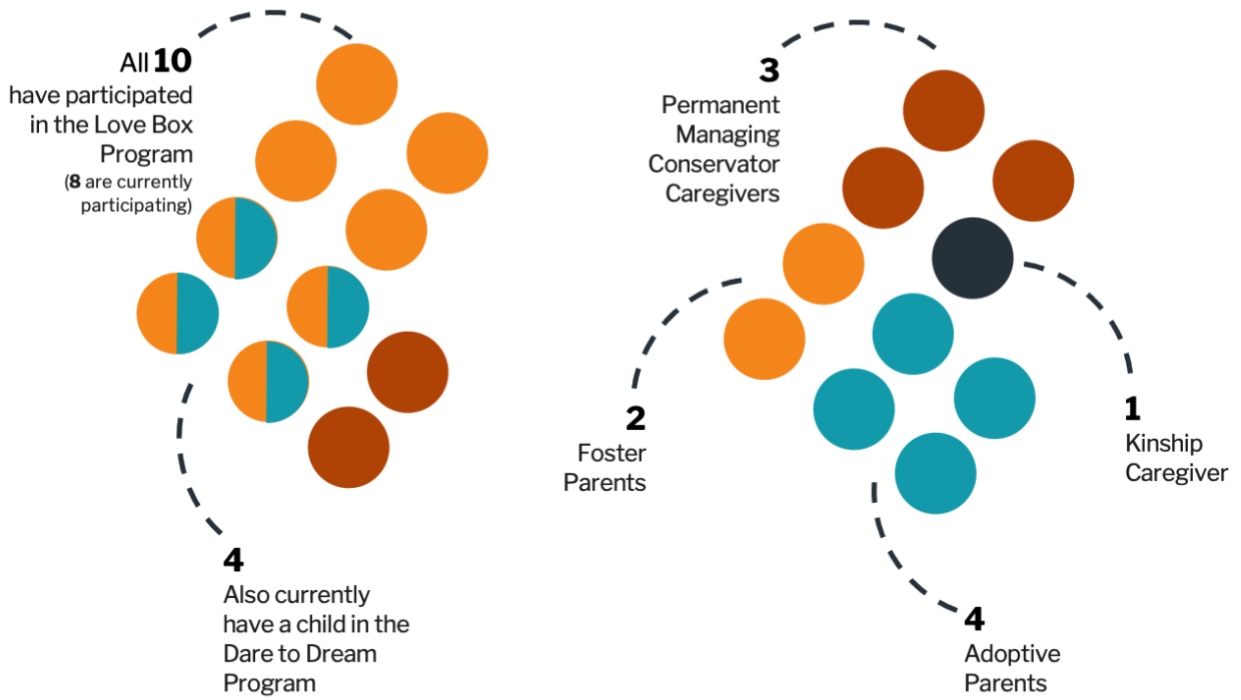 All 10
have participated
in the Love Box
Program
(8 are currently
participating)
4
Also currently
have a child in the
Dare to Dream
Program
3
Permanent
Managing
Conservator
Caregivers
2
Foster
Parents
1
Kinship
Caregiver
4
Adoptive
Parents